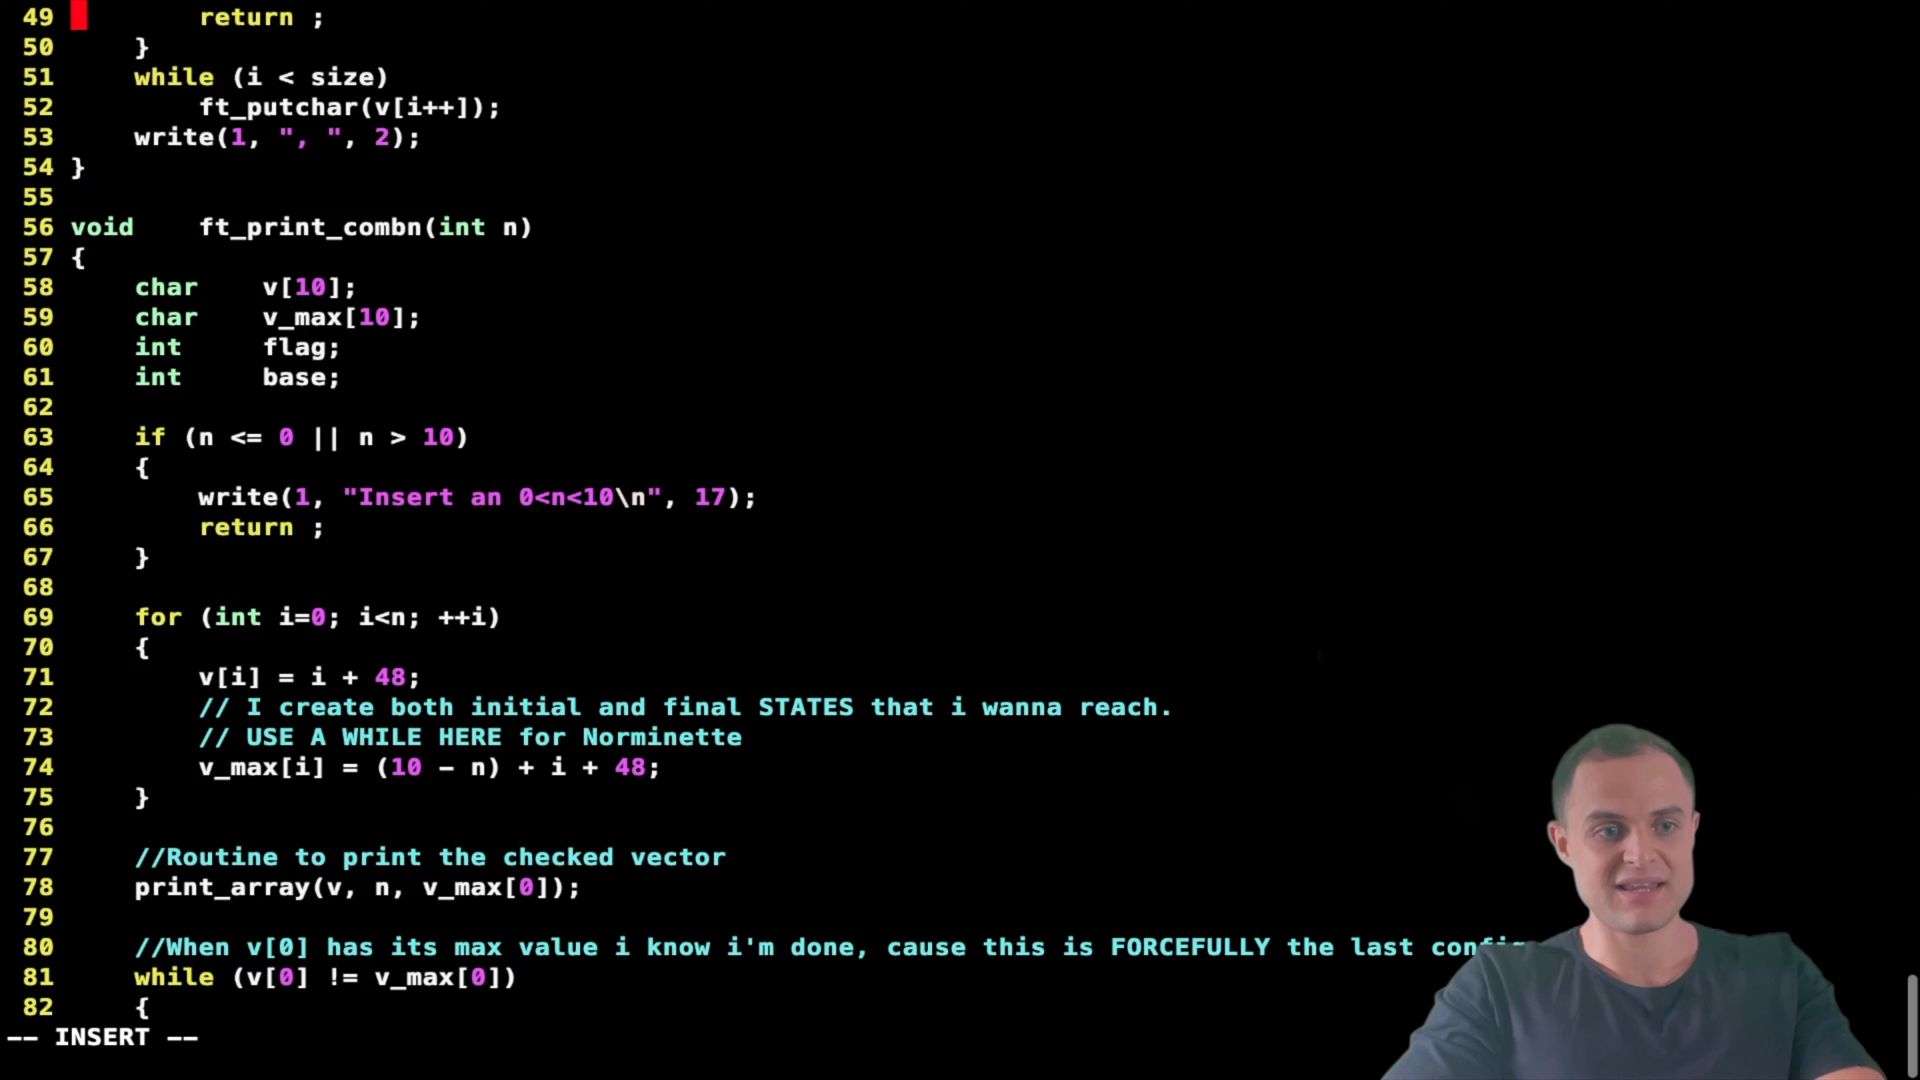 49 return ;
50 }
51 while (i < size)
52 ft_putchar(v[i++]);
53 write(1, ", ", 2);
54 }
55
56 void ft_print_combn(int n)
57 {
58 char v[10];
59 char v_max[10];
60 int flag;
61 int base;
62
63 if (n <= 0 || n > 10)
64 {
65 write(1, "Insert an 0<n<10\n", 17);
66 return ;
67 }
68
69 for (int i=0; i<n; ++i)
70 {
71 v[i] = i + 48;
72 // I create both initial and final STATES that i wanna reach.
73 // USE A WHILE HERE for Norminette
74 v_max[i] = (10 - n) + i + 48;
75 }
76
77 //Routine to print the checked vector
78 print_array(v, n, v_max[0]);
79
80 //When v[0] has its max value i know i'm done, cause this is FORCEFULLY the last config
81 while (v[0] != v_max[0])
82 {
-- INSERT --